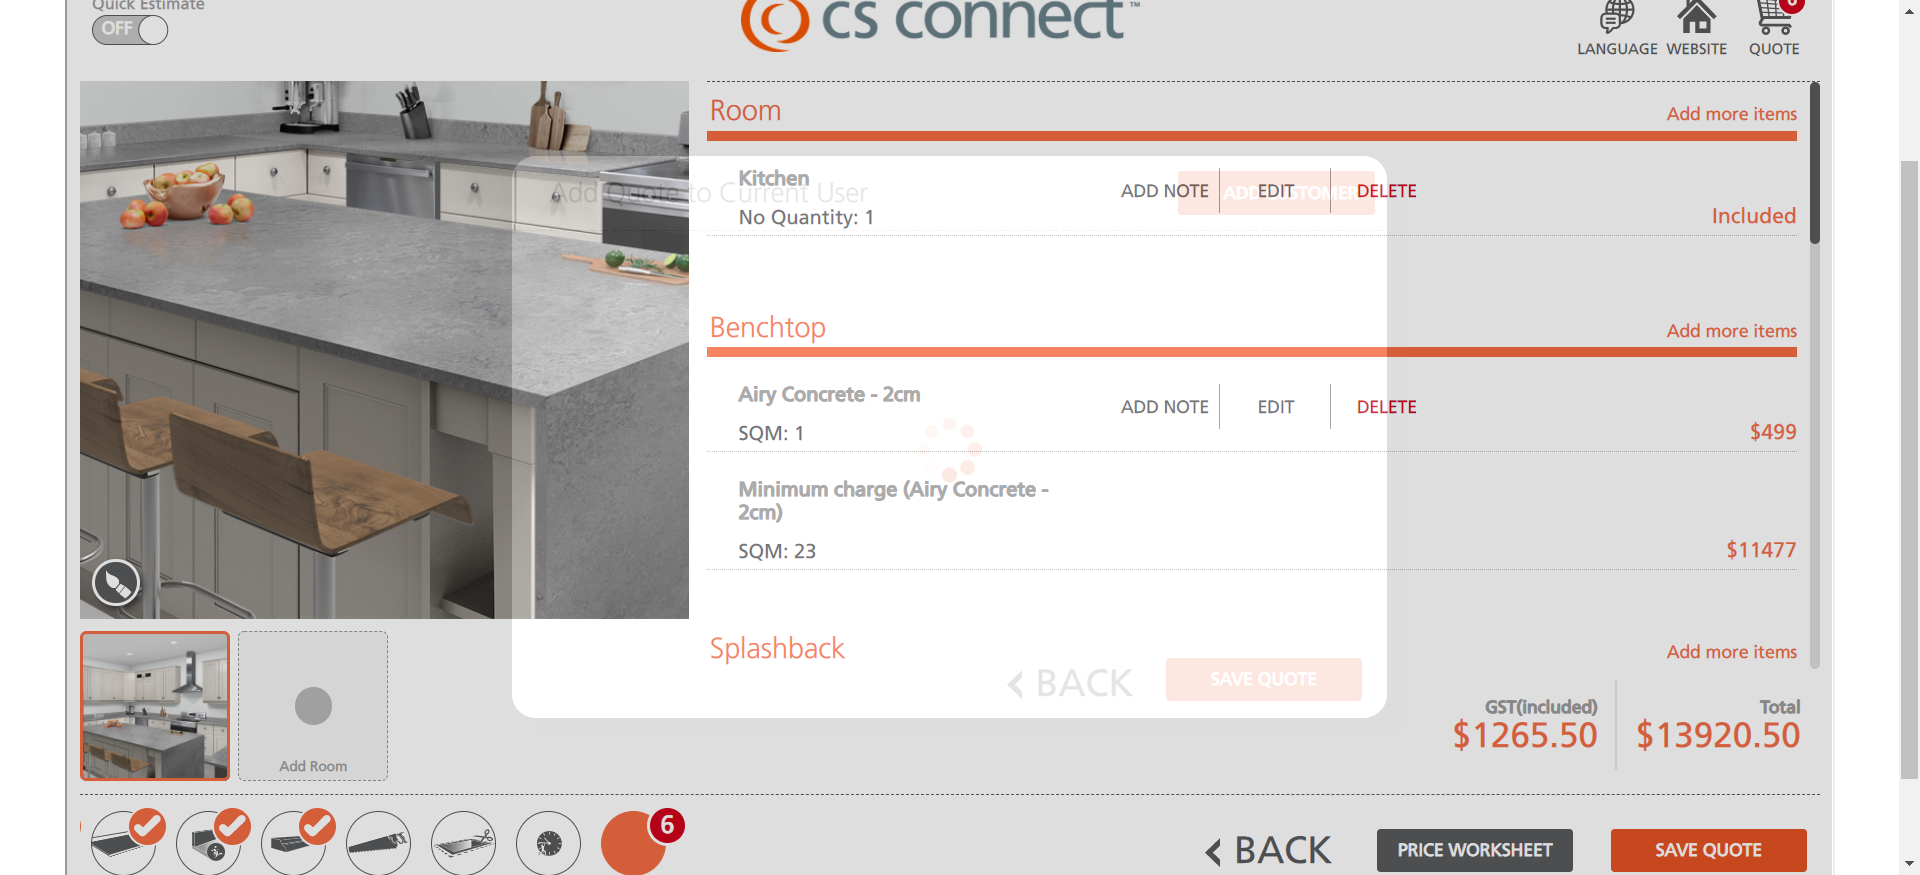 Quick Estimate
OFF
cs connect™
LANGUAGE WEBSITE QUOTE
6
Room
Add more items
Add Quote to Current User
ADD CUSTOMER
Kitchen
ADD NOTE
EDIT
DELETE
No Quantity: 1
Included
Benchtop
Add more items
Airy Concrete - 2cm
ADD NOTE
EDIT
DELETE
SQM: 1
$499
Minimum charge (Airy Concrete -
2cm)
SQM: 23
$11477
Splashback
Add more items
BACK
SAVE QUOTE
GST(included)
$1265.50
Total
$13920.50
Add Room
6
BACK
PRICE WORKSHEET
SAVE QUOTE